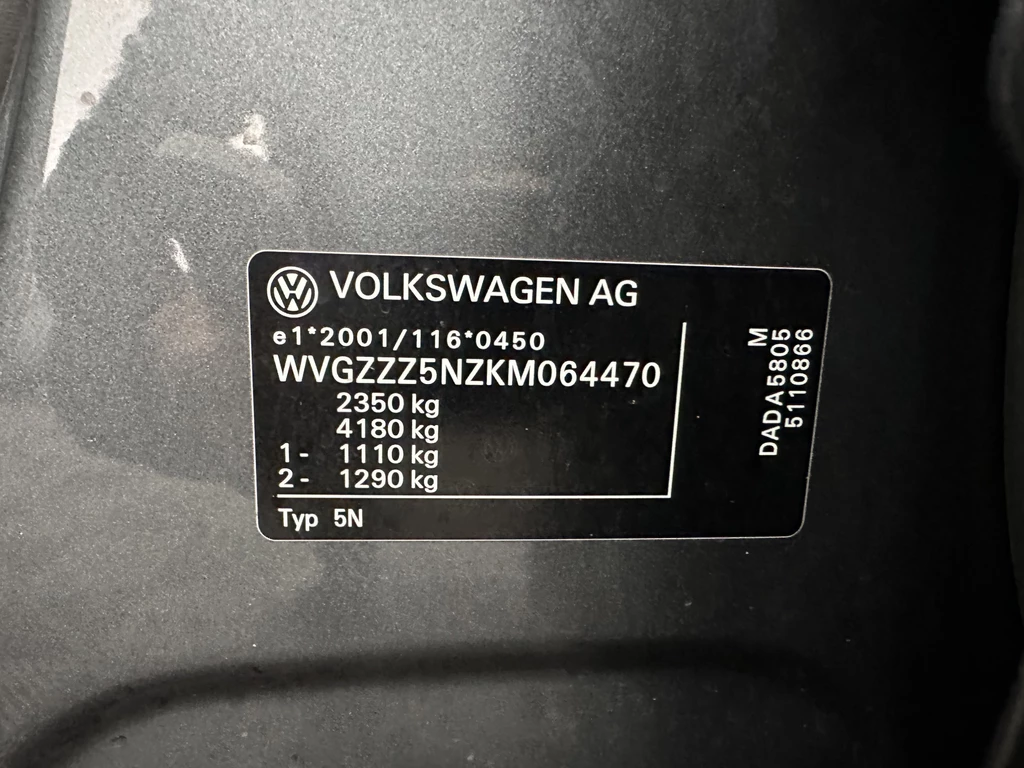 VOLKSWAGEN AG
e1*2001/116*0450
WVGZZZ5NZKM064470
2350 kg
4180 kg
1- 1110 kg
2- 1290 kg
Typ 5N
M
DADA5805
5110866